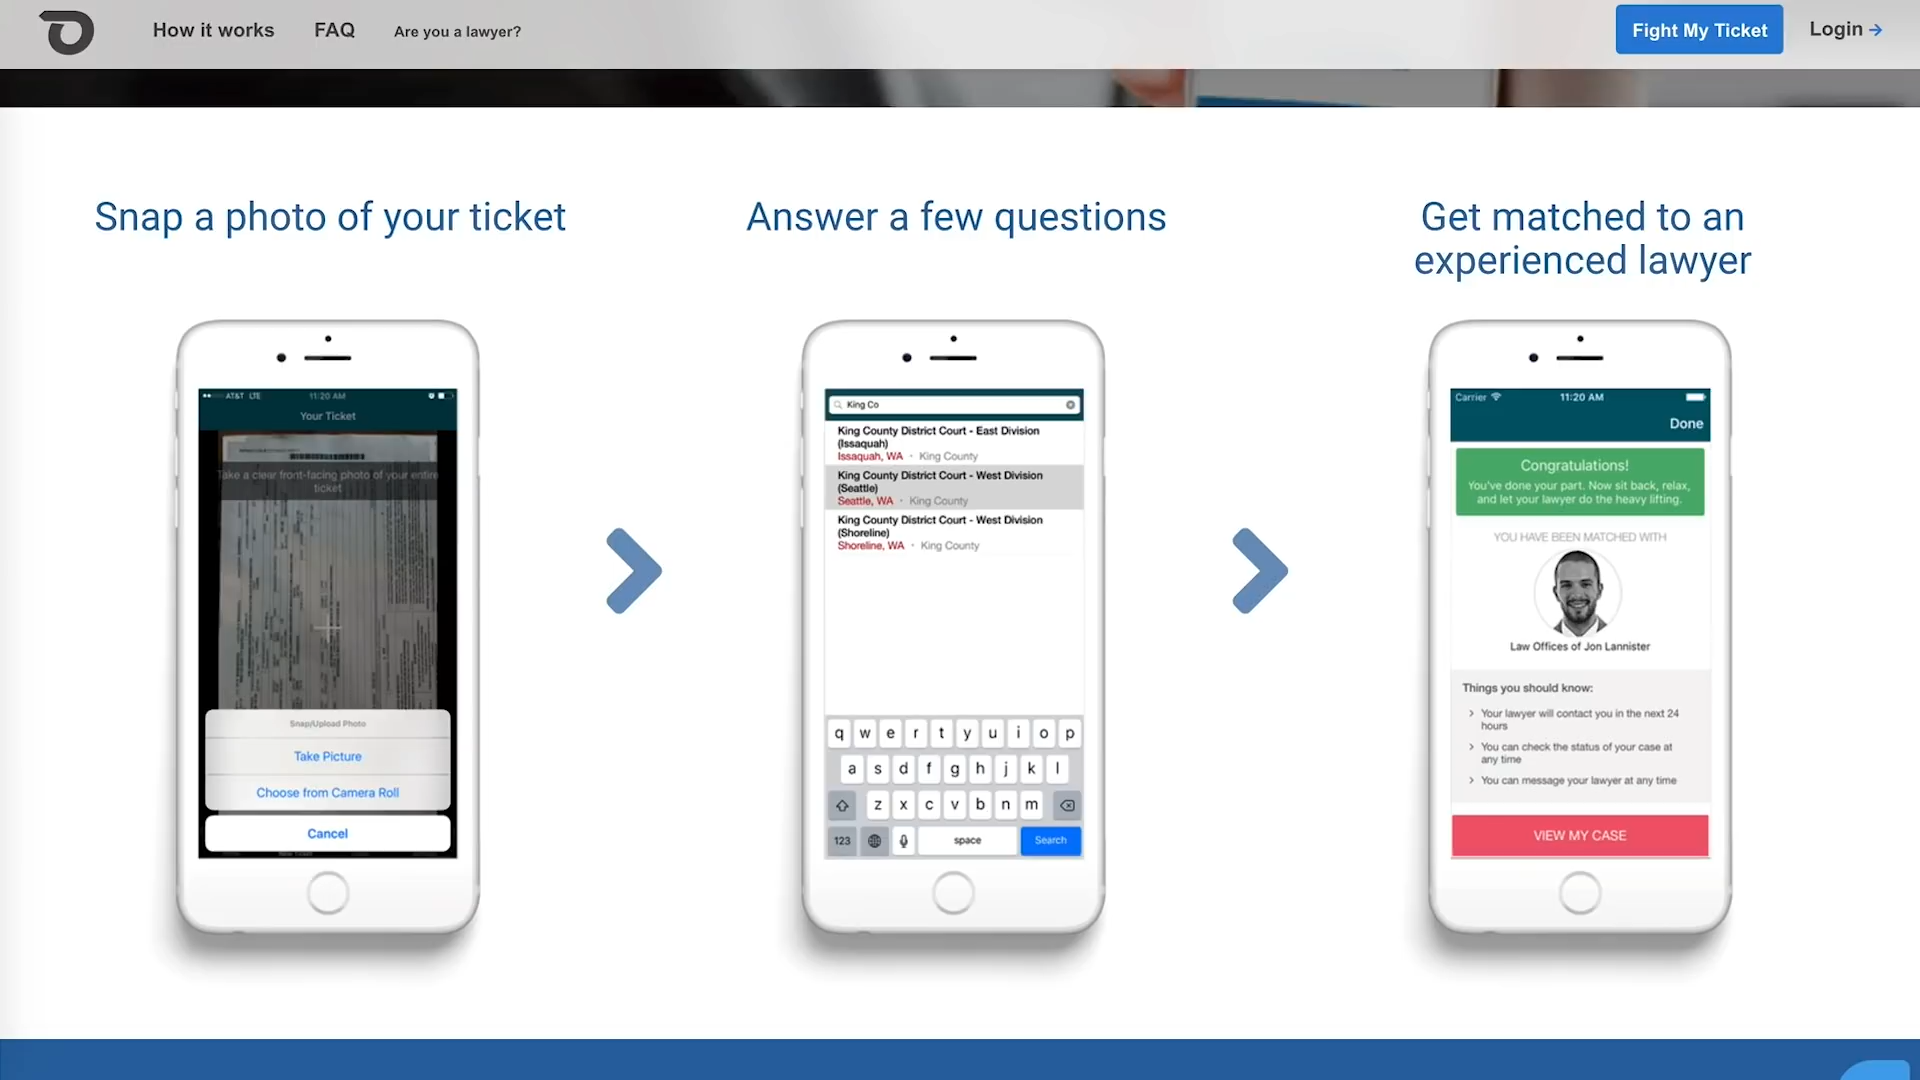 How it works
FAQ
Are you a lawyer?
Fight My Ticket
Login
Snap a photo of your ticket
AT&T LTE
11:20 AM
Your Ticket
Take a clear front-facing photo of your entire
ticket
Snap/Upload Photo
Take Picture
Choose from Camera Roll
Cancel
Answer a few questions
King Co
King County District Court - East Division
(Issaquah)
Issaquah, WA · King County
King County District Court - West Division
(Seattle)
Seattle, WA · King County
King County District Court - West Division
(Shoreline)
Shoreline, WA · King County
q w e r t y u i o p
a s d f g h j k l
z x c v b n m
123 space Search
Get matched to an
experienced lawyer
Carrier
11:20 AM
Done
Congratulations!
You've done your part. Now sit back, relax,
and let your lawyer do the heavy lifting.
YOU HAVE BEEN MATCHED WITH
Law Offices of Jon Lannister
Things you should know:
Your lawyer will contact you in the next 24
hours
You can check the status of your case at
any time
You can message your lawyer at any time
VIEW MY CASE